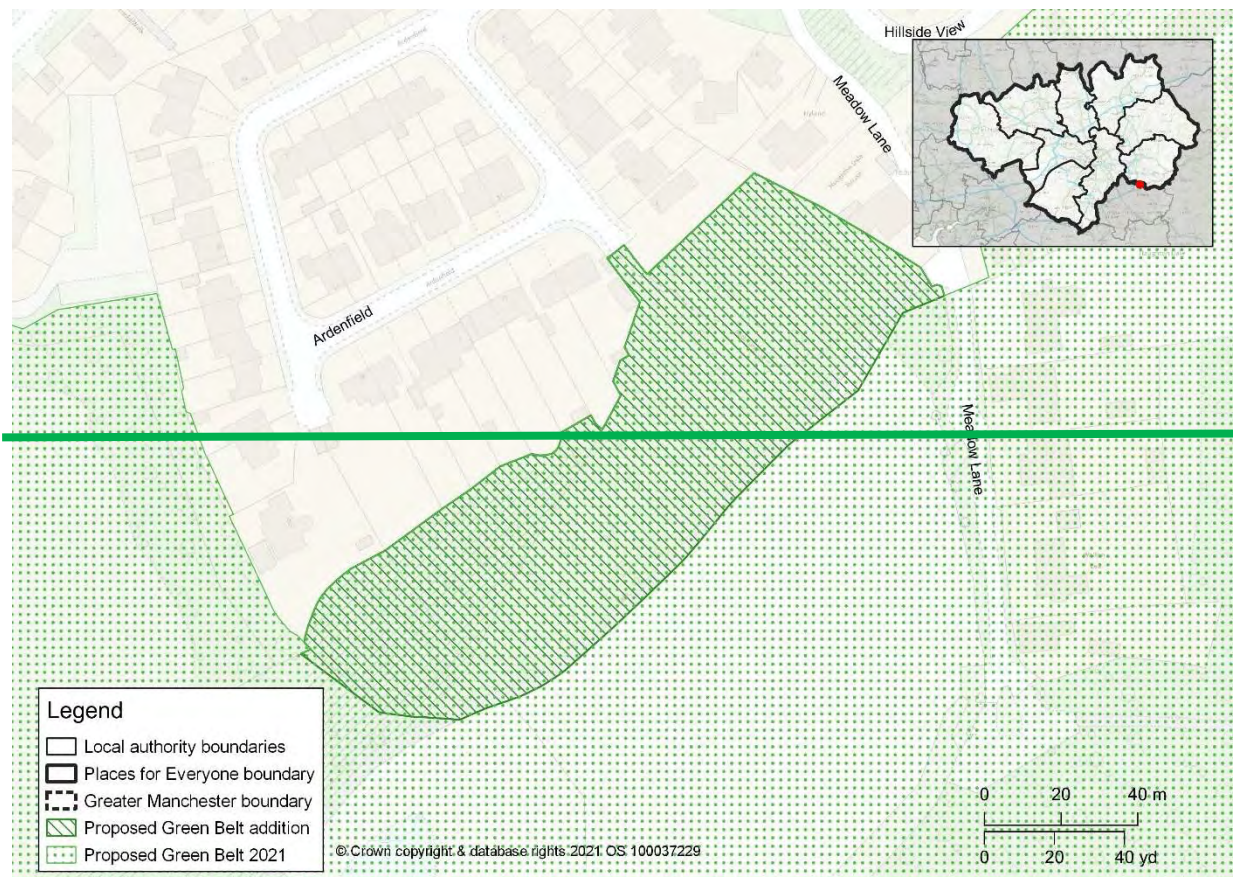 Hillside View
Meadow Lane
Ardenfield
Ardenfield
Ardenfield
Meadow Lane
Legend
Local authority boundaries
Places for Everyone boundary
Greater Manchester boundary
Proposed Green Belt addition
Proposed Green Belt 2021
© Crown copyright & database rights 2021 OS 100037229
0 20 40 m
0 20 40 yd